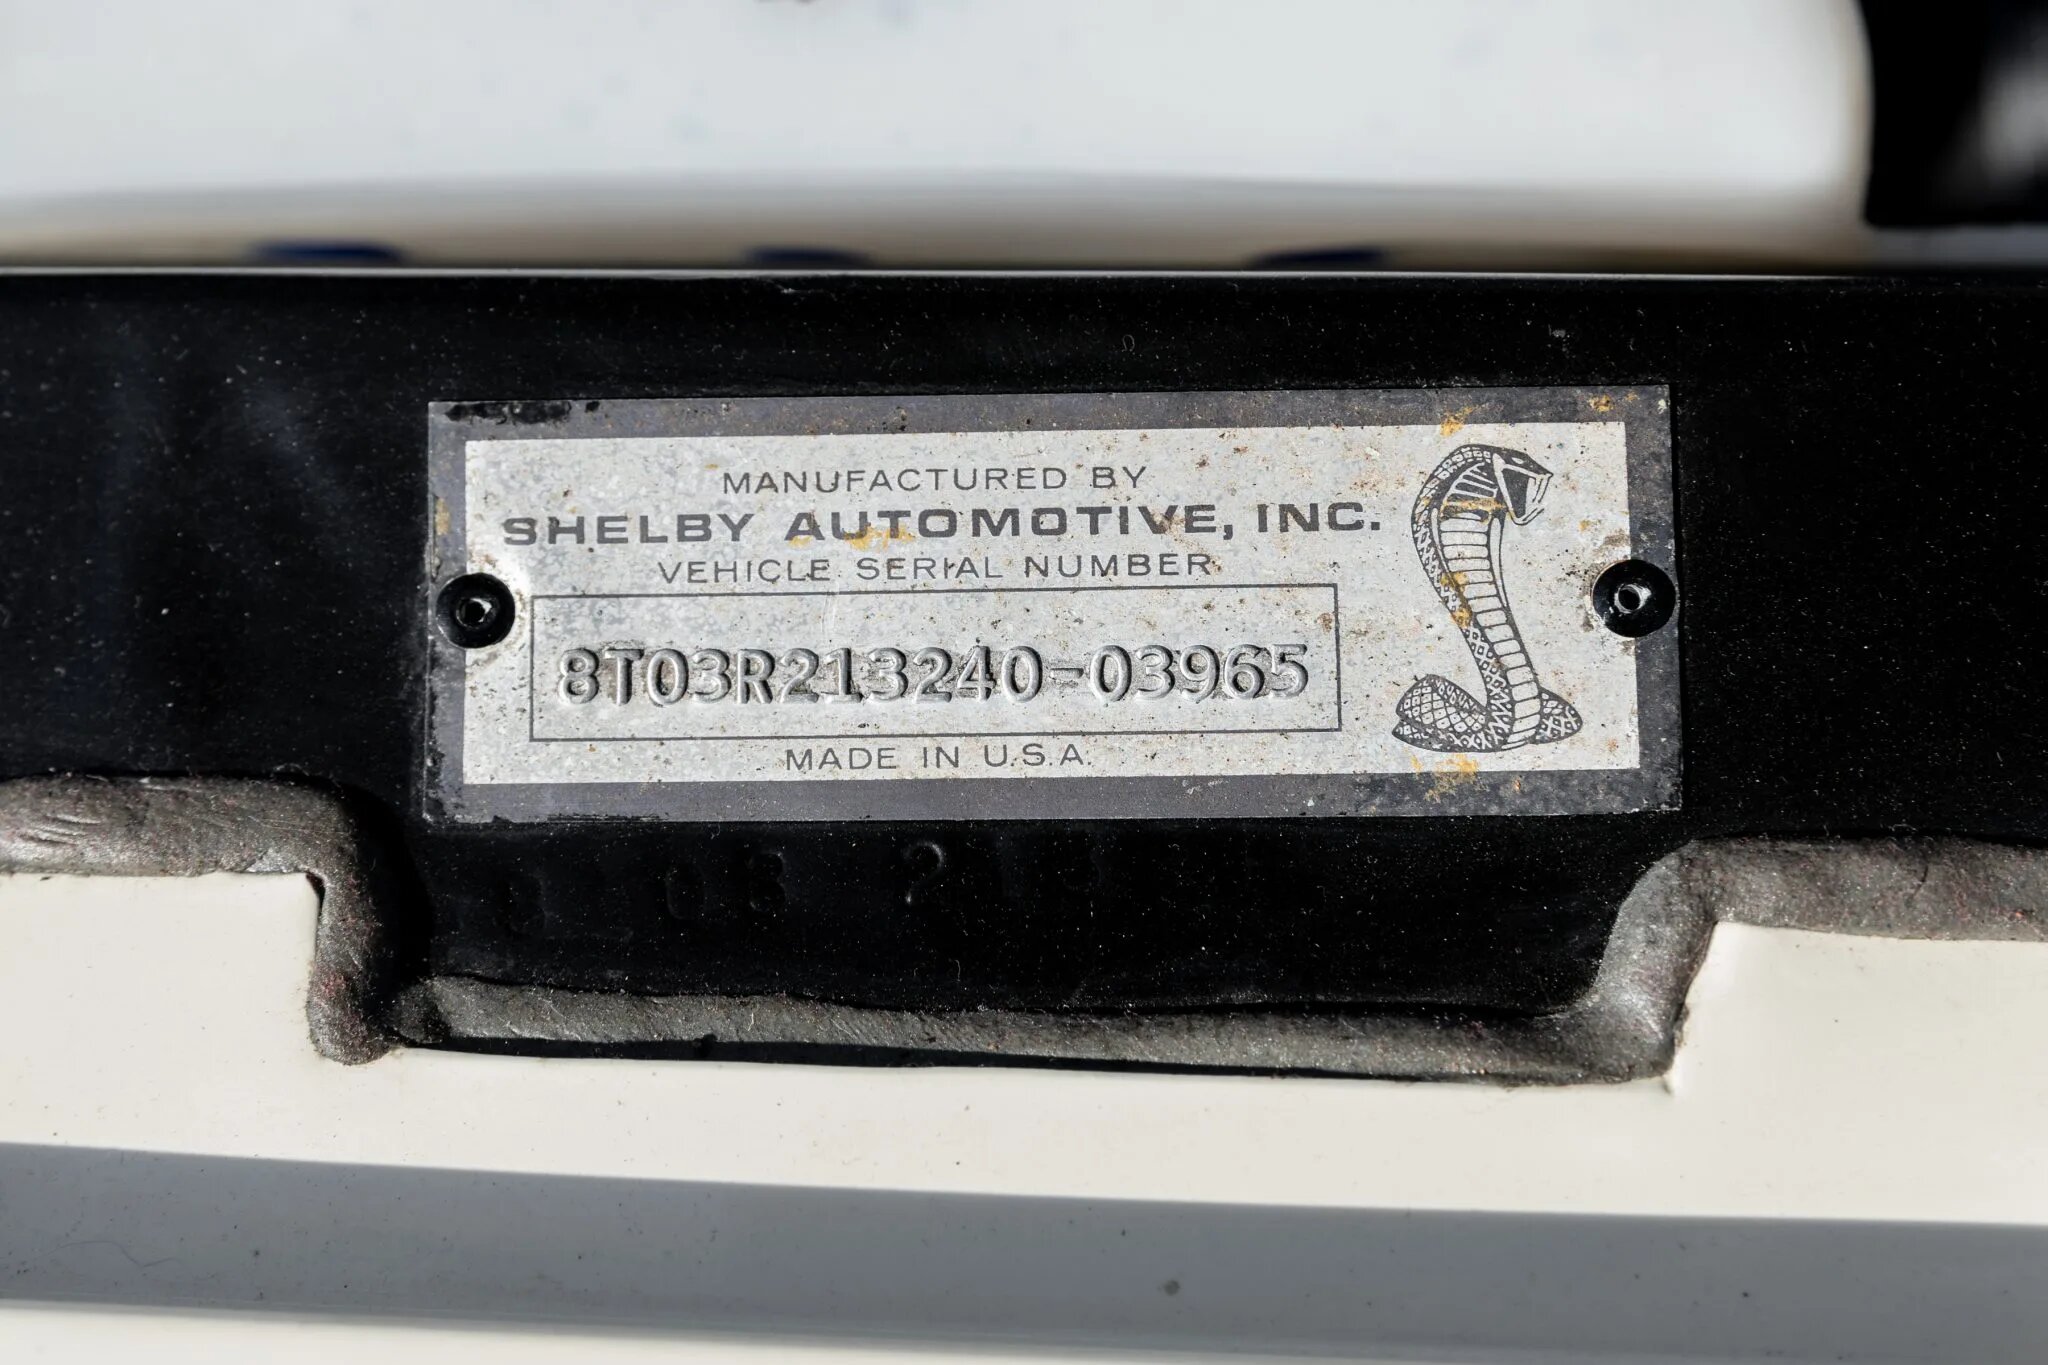 MANUFACTURED BY
SHELBY AUTOMOTIVE, INC.
VEHICLE SERIAL NUMBER
8T03R213240-03965
MADE IN U.S.A.